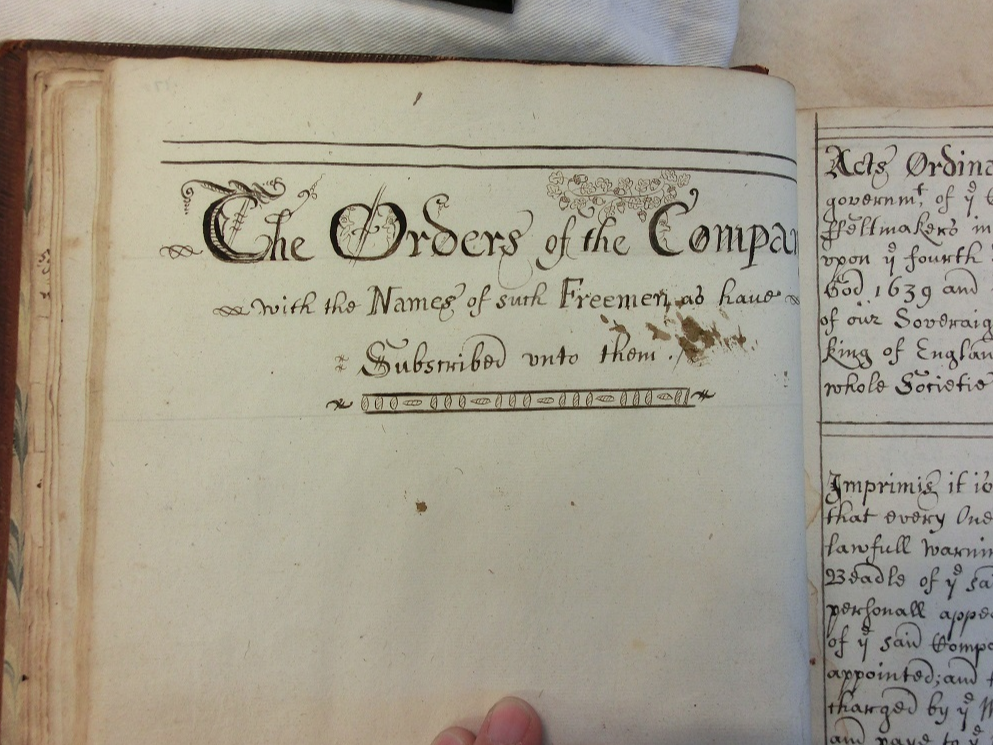 The Orders of the Compan
with the Names of such Freemen as have
Subscribed vnto them.
Acts Ordina
governmt, of ye C
ffeltmakers in
vpon ye fourth
God 1639 and
of our Soveraig
King of Englan
whole Societie
Imprimis it is
that every One
lawfull Warnin
Beadle of ye sa
personall appe
of ye said Compa
appointed; and
charged by ye M
and paye to ye